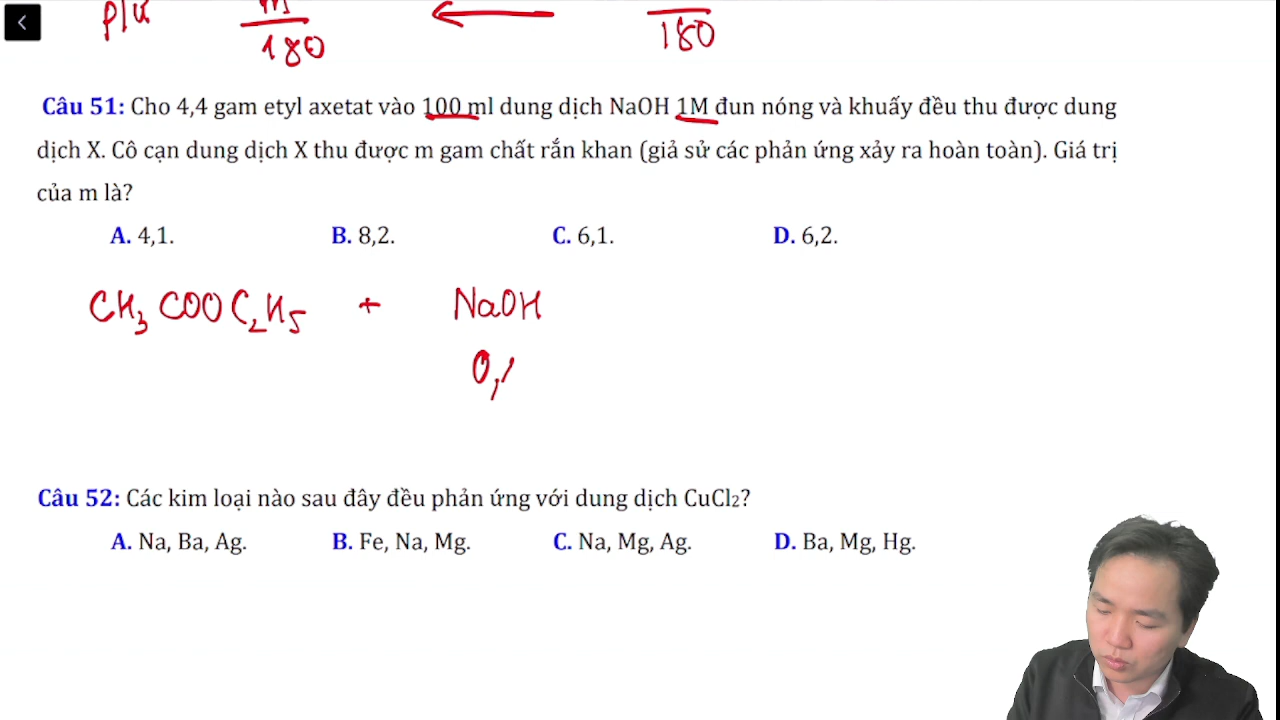 p/ư m/180 ← /180
Câu 51: Cho 4,4 gam etyl axetat vào 100 ml dung dịch NaOH 1M đun nóng và khuấy đều thu được dung
dịch X. Cô cạn dung dịch X thu được m gam chất rắn khan (giả sử các phản ứng xảy ra hoàn toàn). Giá trị
của m là?
A. 4,1. B. 8,2. C. 6,1. D. 6,2.
CH₃COOC₂H₅ + NaOH
0,1
Câu 52: Các kim loại nào sau đây đều phản ứng với dung dịch CuCl₂?
A. Na, Ba, Ag. B. Fe, Na, Mg. C. Na, Mg, Ag. D. Ba, Mg, Hg.